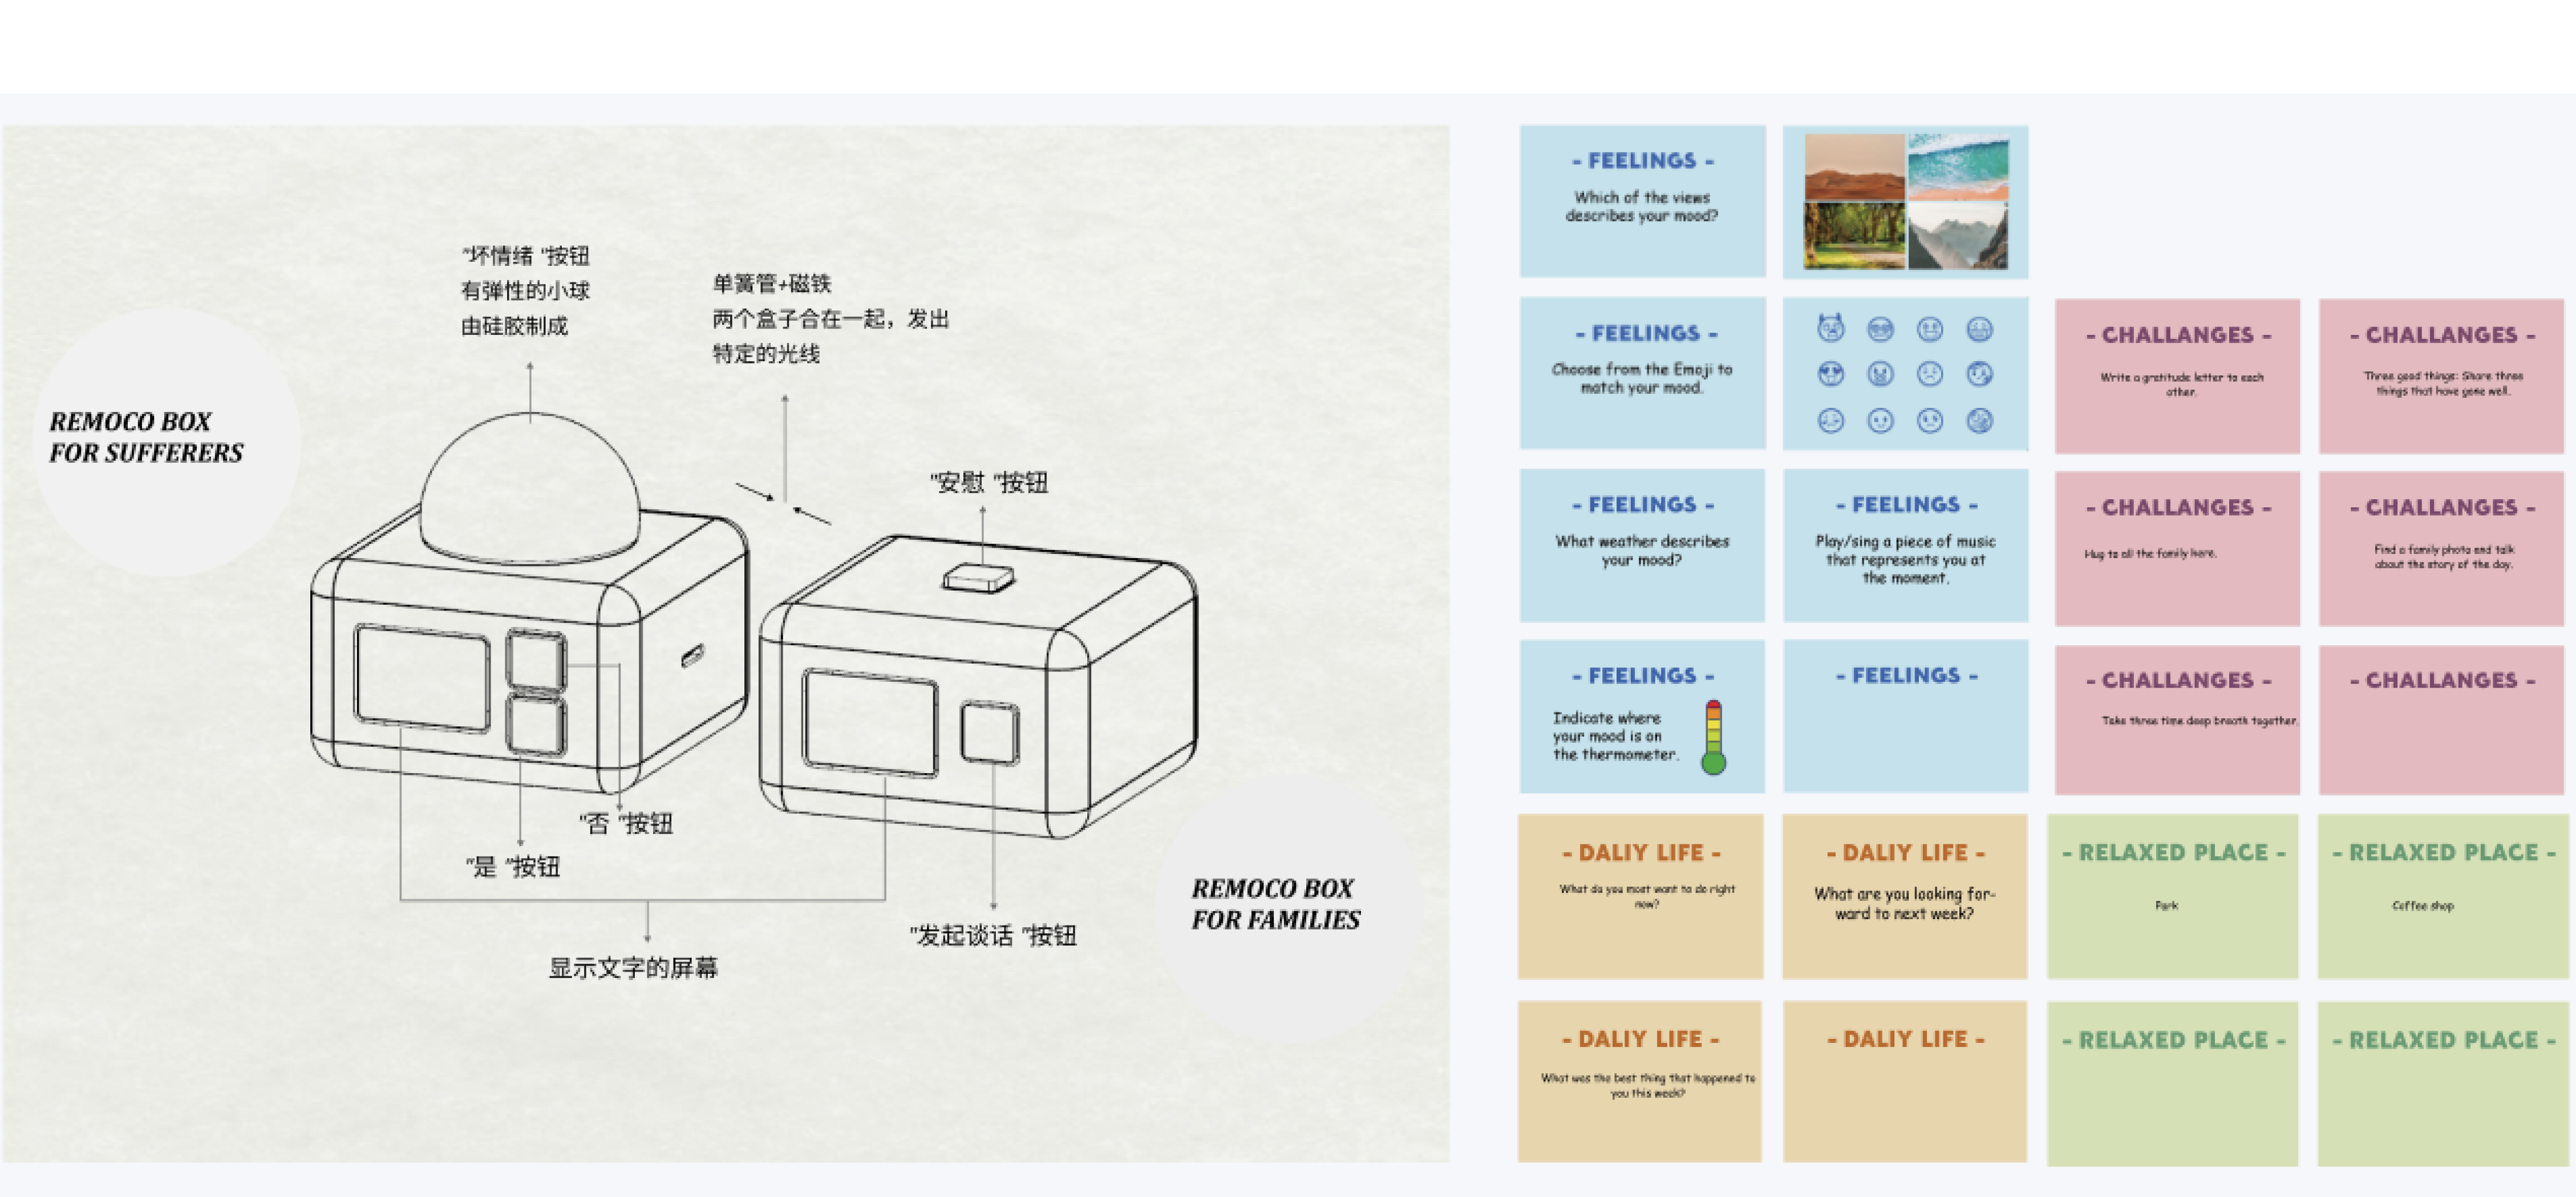 "坏情绪 "按钮
有弹性的小球
由硅胶制成
单簧管+磁铁
两个盒子合在一起，发出
特定的光线
REMOCO BOX
FOR SUFFERERS
"安慰 "按钮
"否 "按钮
"是 "按钮
REMOCO BOX
FOR FAMILIES
"发起谈话 "按钮
显示文字的屏幕
- FEELINGS -
Which of the views
describes your mood?
- FEELINGS -
Choose from the Emoji to
match your mood.
- CHALLANGES -
Write a gratitude letter to each
other.
- CHALLANGES -
Three good things: Share three
things that have gone well.
- FEELINGS -
What weather describes
your mood?
- FEELINGS -
Play/sing a piece of music
that represents you at
the moment.
- CHALLANGES -
Hug to all the family here.
- CHALLANGES -
Find a family photo and talk
about the story of the day.
- FEELINGS -
Indicate where
your mood is on
the thermometer.
- FEELINGS -
- CHALLANGES -
Take three time deep breath together.
- CHALLANGES -
- DALIY LIFE -
What do you most want to do right
now?
- DALIY LIFE -
What are you looking for-
ward to next week?
- RELAXED PLACE -
Park
- RELAXED PLACE -
Coffee shop
- DALIY LIFE -
What was the best thing that happened to
you this week?
- DALIY LIFE -
- RELAXED PLACE -
- RELAXED PLACE -